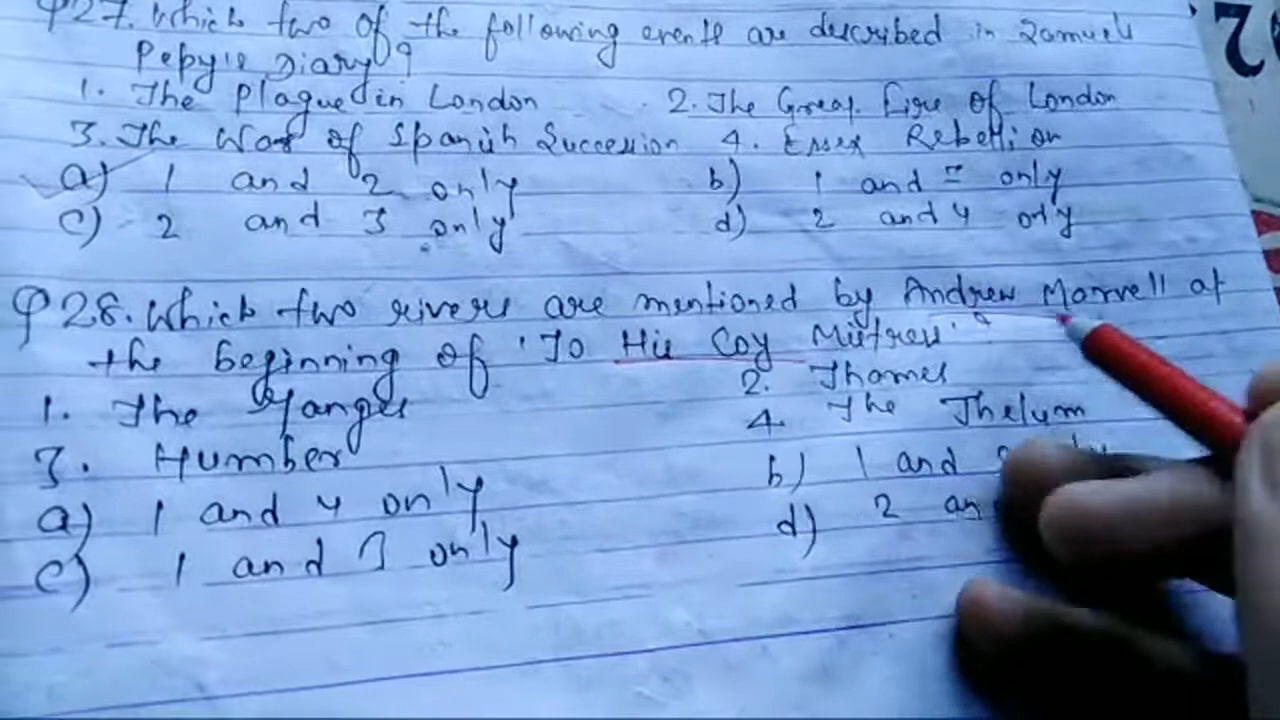 Q27. Which two of the following events are described in Samuel
Pepy's Diary?
1. The Plague in London 2. The Great Fire of London
3. The War of Spanish Succession 4. Essex Rebellion
a) 1 and 2 only b) 1 and only
c) 2 and 3 only d) 2 and 4 only
Q28. Which two rivers are mentioned by Andrew Marvell at
the beginning of 'To His Coy Mistress'?
1. The Ganges 2. Thames
3. Humber 4. The Jhelum
a) 1 and 4 only b) 1 and
c) 1 and 3 only d) 2